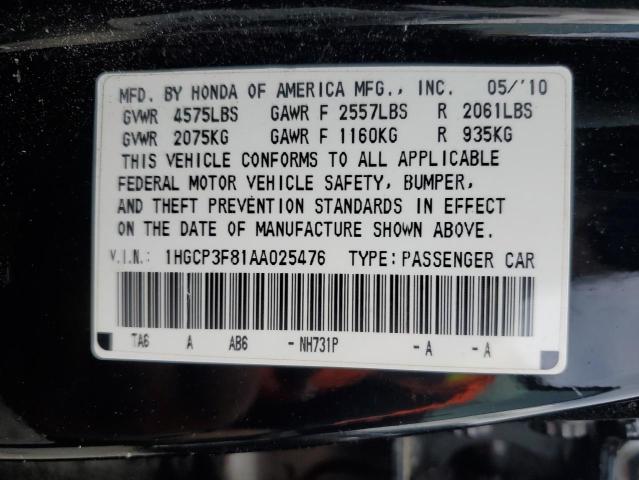 MFD. BY HONDA OF AMERICA MFG., INC. 05/'10
GVWR 4575LBS GAWR F 2557LBS R 2061LBS
GVWR 2075KG GAWR F 1160KG R 935KG
THIS VEHICLE CONFORMS TO ALL APPLICABLE
FEDERAL MOTOR VEHICLE SAFETY, BUMPER,
AND THEFT PREVENTION STANDARDS IN EFFECT
ON THE DATE OF MANUFACTURE SHOWN ABOVE.
V.I.N.: 1HGCP3F81AA025476 TYPE: PASSENGER CAR
TA6 A AB6 -NH731P -A -A